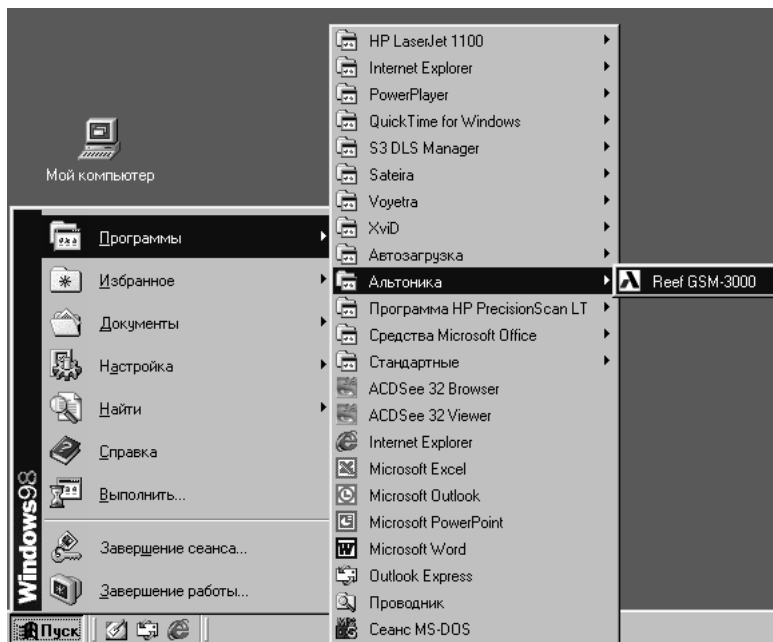 Мой компьютер
Программы
Избранное
Документы
Настройка
Найти
Справка
Выполнить...
Завершение сеанса...
Завершение работы...
Windows98
Пуск
HP LaserJet 1100
Internet Explorer
PowerPlayer
QuickTime for Windows
S3 DLS Manager
Sateira
Voyetra
XviD
Автозагрузка
Альтоника
Программа HP PrecisionScan LT
Средства Microsoft Office
Стандартные
ACDSee 32 Browser
ACDSee 32 Viewer
Internet Explorer
Microsoft Excel
Microsoft Outlook
Microsoft PowerPoint
Microsoft Word
Outlook Express
Проводник
Сеанс MS-DOS
Reef GSM-3000